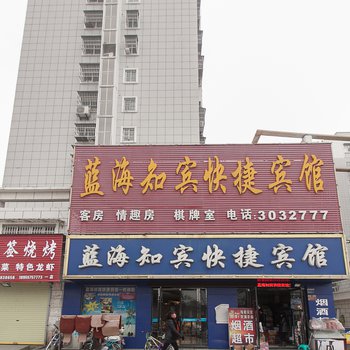 蓝海知宾快捷宾馆
客房 情趣房 棋牌室 电话:3032777
蓝海知宾快捷宾馆
签烧烤
菜 特色龙虾
烟酒
超市
烟酒